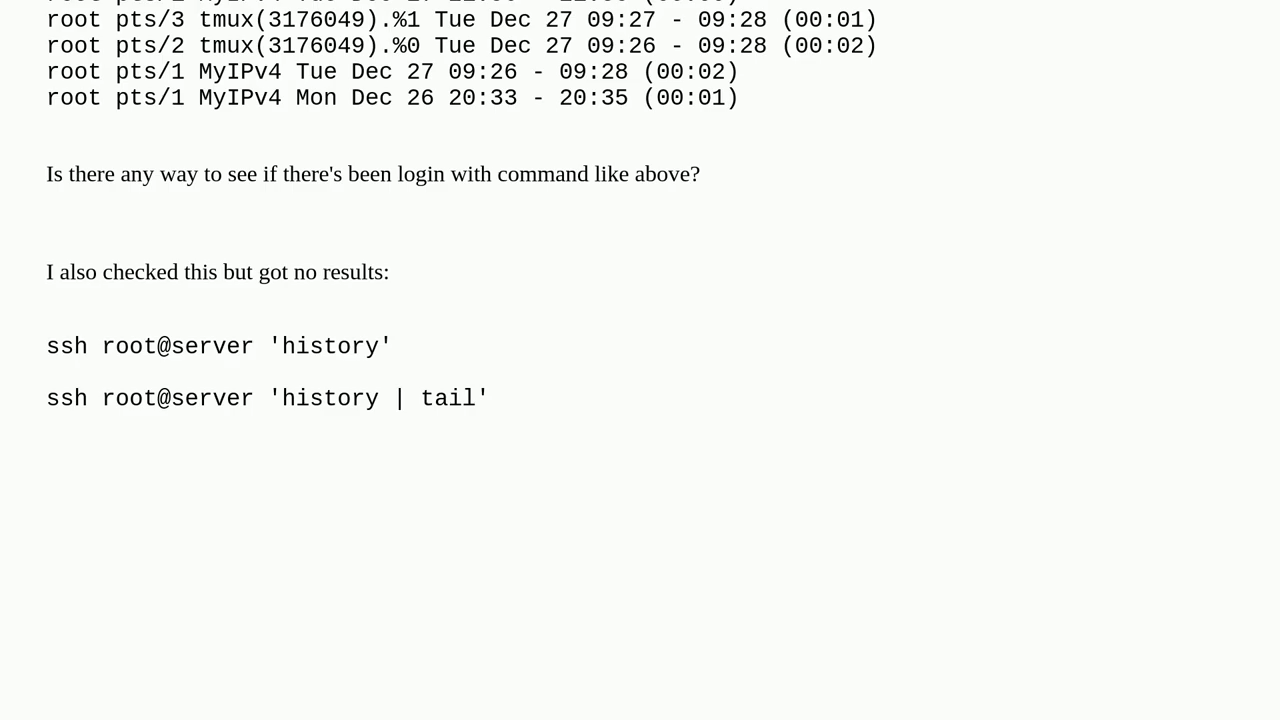 root pts/3 tmux(3176049).%1 Tue Dec 27 09:27 - 09:28 (00:01)
root pts/2 tmux(3176049).%0 Tue Dec 27 09:26 - 09:28 (00:02)
root pts/1 MyIPv4 Tue Dec 27 09:26 - 09:28 (00:02)
root pts/1 MyIPv4 Mon Dec 26 20:33 - 20:35 (00:01)
Is there any way to see if there's been login with command like above?
I also checked this but got no results:
ssh root@server 'history'
ssh root@server 'history | tail'